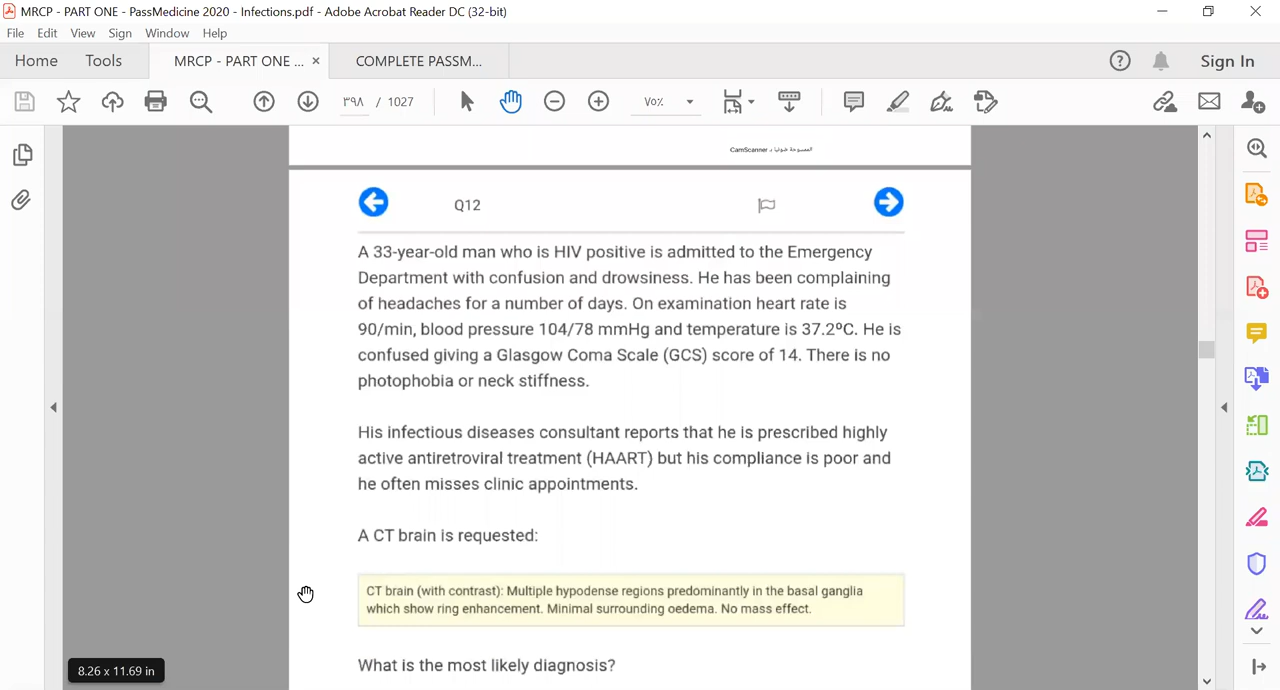 MRCP - PART ONE - PassMedicine 2020 - Infections.pdf - Adobe Acrobat Reader DC (32-bit)
File Edit View Sign Window Help
Home Tools MRCP - PART ONE ... × COMPLETE PASSM... Sign In
٣٩٨ / 1027 ٧٥٪
الممسوحة ضوئيا بـ CamScanner
Q12
A 33-year-old man who is HIV positive is admitted to the Emergency
Department with confusion and drowsiness. He has been complaining
of headaches for a number of days. On examination heart rate is
90/min, blood pressure 104/78 mmHg and temperature is 37.2ºC. He is
confused giving a Glasgow Coma Scale (GCS) score of 14. There is no
photophobia or neck stiffness.
His infectious diseases consultant reports that he is prescribed highly
active antiretroviral treatment (HAART) but his compliance is poor and
he often misses clinic appointments.
A CT brain is requested:
CT brain (with contrast): Multiple hypodense regions predominantly in the basal ganglia
which show ring enhancement. Minimal surrounding oedema. No mass effect.
What is the most likely diagnosis?
8.26 x 11.69 in